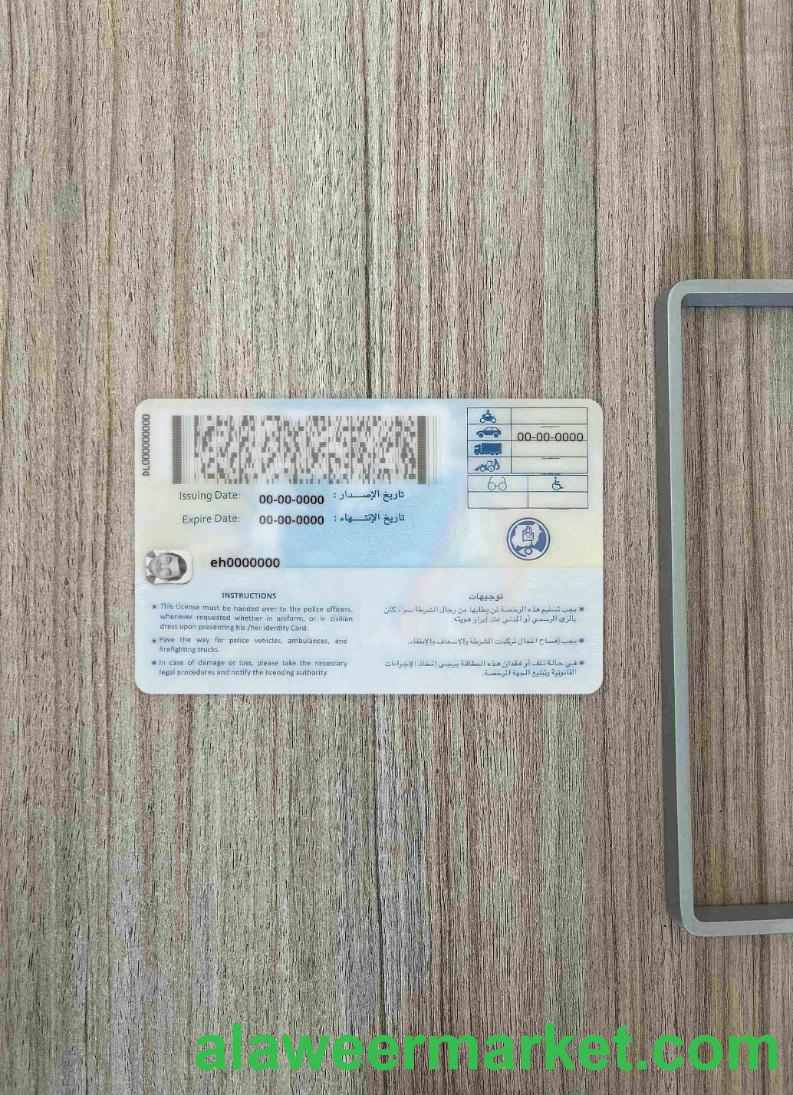 DL000000000
00-00-0000
Issuing Date: 00-00-0000 تاريخ الإصــدار :
Expire Date: 00-00-0000 تاريخ الإنتــهاء :
eh0000000
INSTRUCTIONS
• This License must be handed over to the police officers,
whenever requested whether in uniform, or in civilian
dress upon presenting his /her identity Card.
• Pave the way for police vehicles, ambulances, and
firefighting trucks.
• In case of damage or loss, please take the necessary
legal procedures and notify the licensing authority.
توجيهات
• يجب تسليم هذه الرخصة لمن يطلبها من رجال الشرطة سواء كان
بالزي الرسمي أو المدني عند إبراز هويته
• يجب إفساح المجال لمركبات الشرطة والإسعاف والإطفاء.
• في حالة تلف أو فقدان هذه البطاقة يرجى إتخاذ الإجراءات
القانونية وتبليغ الجهة المرخصة.
alaweermarket.com